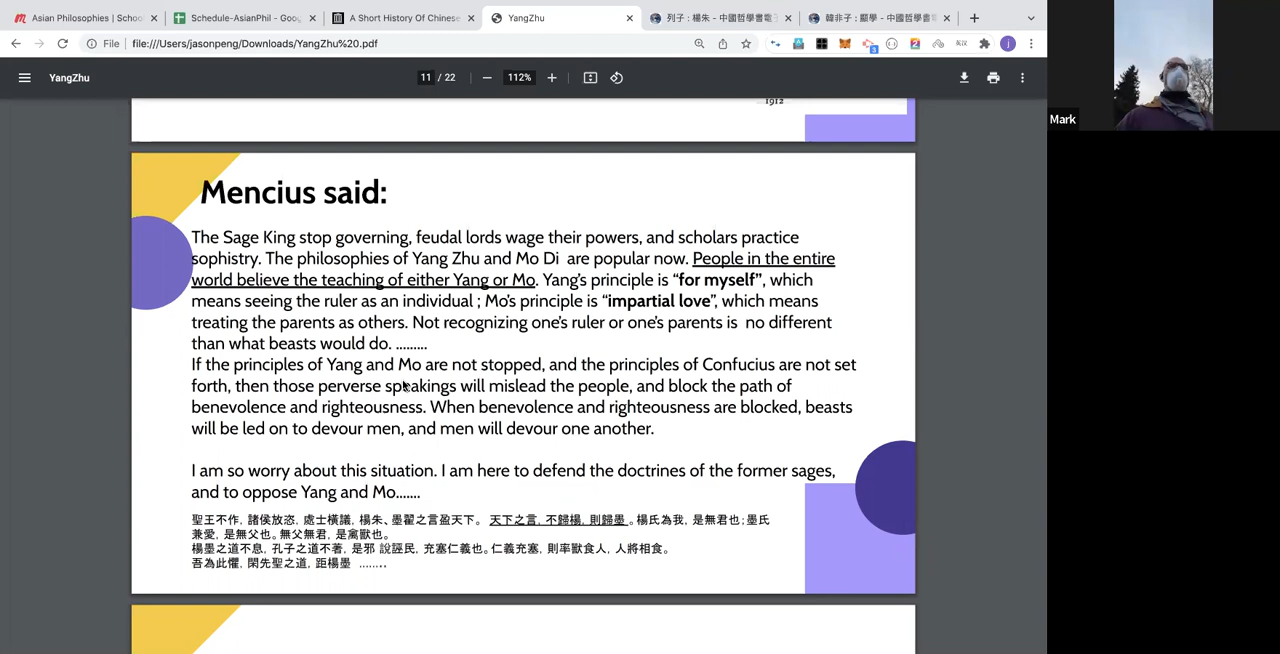 Asian Philosophies | Schoo
Schedule-AsianPhil - Goog
A Short History Of Chinese
YangZhu
列子 : 楊朱 - 中國哲學書電子
韓非子 : 顯學 - 中國哲學書電
File
file:///Users/jasonpeng/Downloads/YangZhu%20.pdf
YangZhu
11 / 22
112%
Mark
1912
Mencius said:
The Sage King stop governing, feudal lords wage their powers, and scholars practice
sophistry. The philosophies of Yang Zhu and Mo Di are popular now. People in the entire
world believe the teaching of either Yang or Mo. Yang's principle is “for myself”, which
means seeing the ruler as an individual ; Mo's principle is “impartial love”, which means
treating the parents as others. Not recognizing one's ruler or one's parents is no different
than what beasts would do. .........
If the principles of Yang and Mo are not stopped, and the principles of Confucius are not set
forth, then those perverse speakings will mislead the people, and block the path of
benevolence and righteousness. When benevolence and righteousness are blocked, beasts
will be led on to devour men, and men will devour one another.
I am so worry about this situation. I am here to defend the doctrines of the former sages,
and to oppose Yang and Mo......
聖王不作, 諸侯放恣, 處士橫議, 楊朱、墨翟之言盈天下。 天下之言, 不歸楊, 則歸墨 。楊氏為我, 是無君也; 墨氏
兼愛, 是無父也。無父無君, 是禽獸也。
楊墨之道不息, 孔子之道不著, 是邪 說誣民, 充塞仁義也。仁義充塞, 則率獸食人, 人將相食。
吾為此懼, 閑先聖之道, 距楊墨 ........